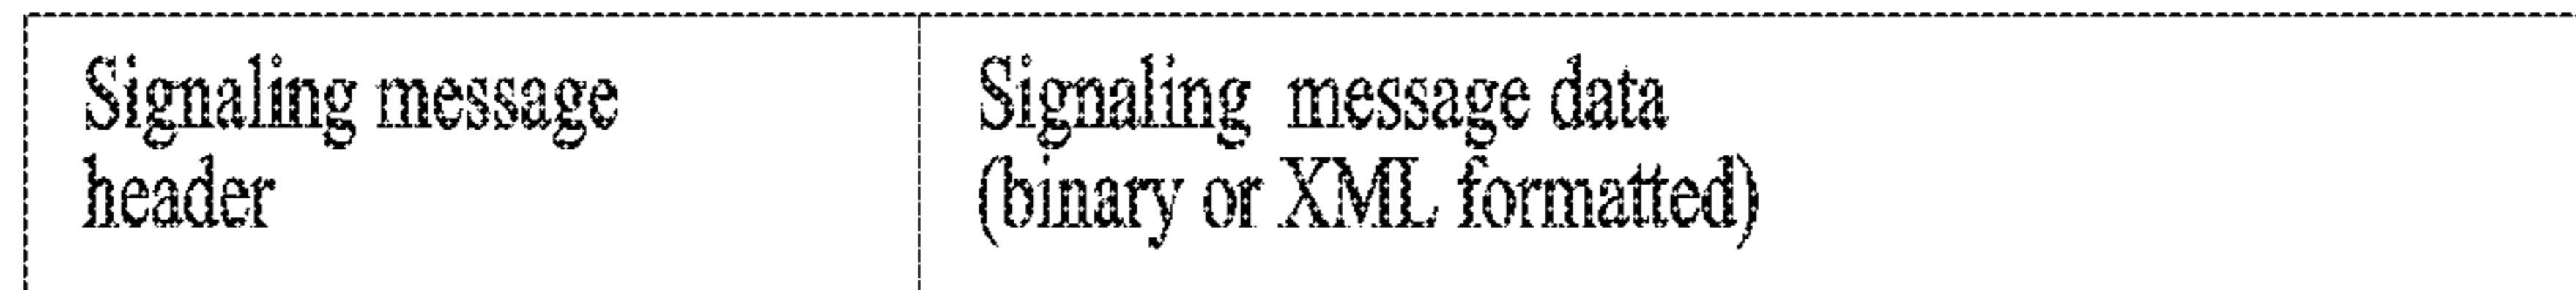 Signaling message
header
Signaling message data
(binary or XML formatted)